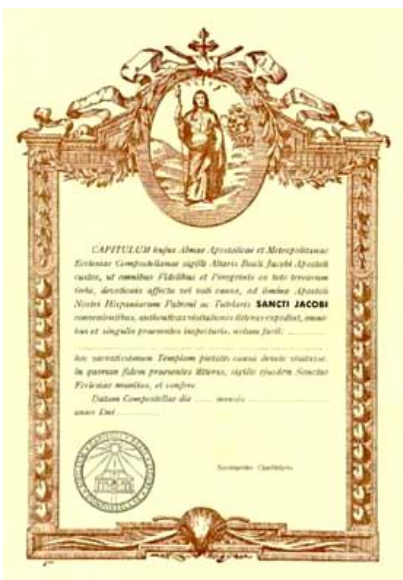 CAPITULUM hujus Almae Apostolicae et Metropolitanae
Ecclesiae Compostellanae sigilli Altaris Beati Jacobi Apostoli
custos, ut omnibus Fidelibus et Peregrinis ex toto terrarum
Orbe, devotionis affectu vel voti causa, ad limina Apostoli
Nostri Hispaniarum Patroni ac Tutelaris SANCTI JACOBI
convenientibus, authenticas visitationis litteras expediat, omni-
bus et singulis praesentes inspecturis, notum facit:
hoc sacratissimum Templum pietatis causa devote visitasse.
In quorum fidem praesentes litteras, sigillo ejusdem Sanctae
Ecclesiae munitas, ei confero.
Datum Compostellae die mensis
anno Dni
Secretarius Capitularis